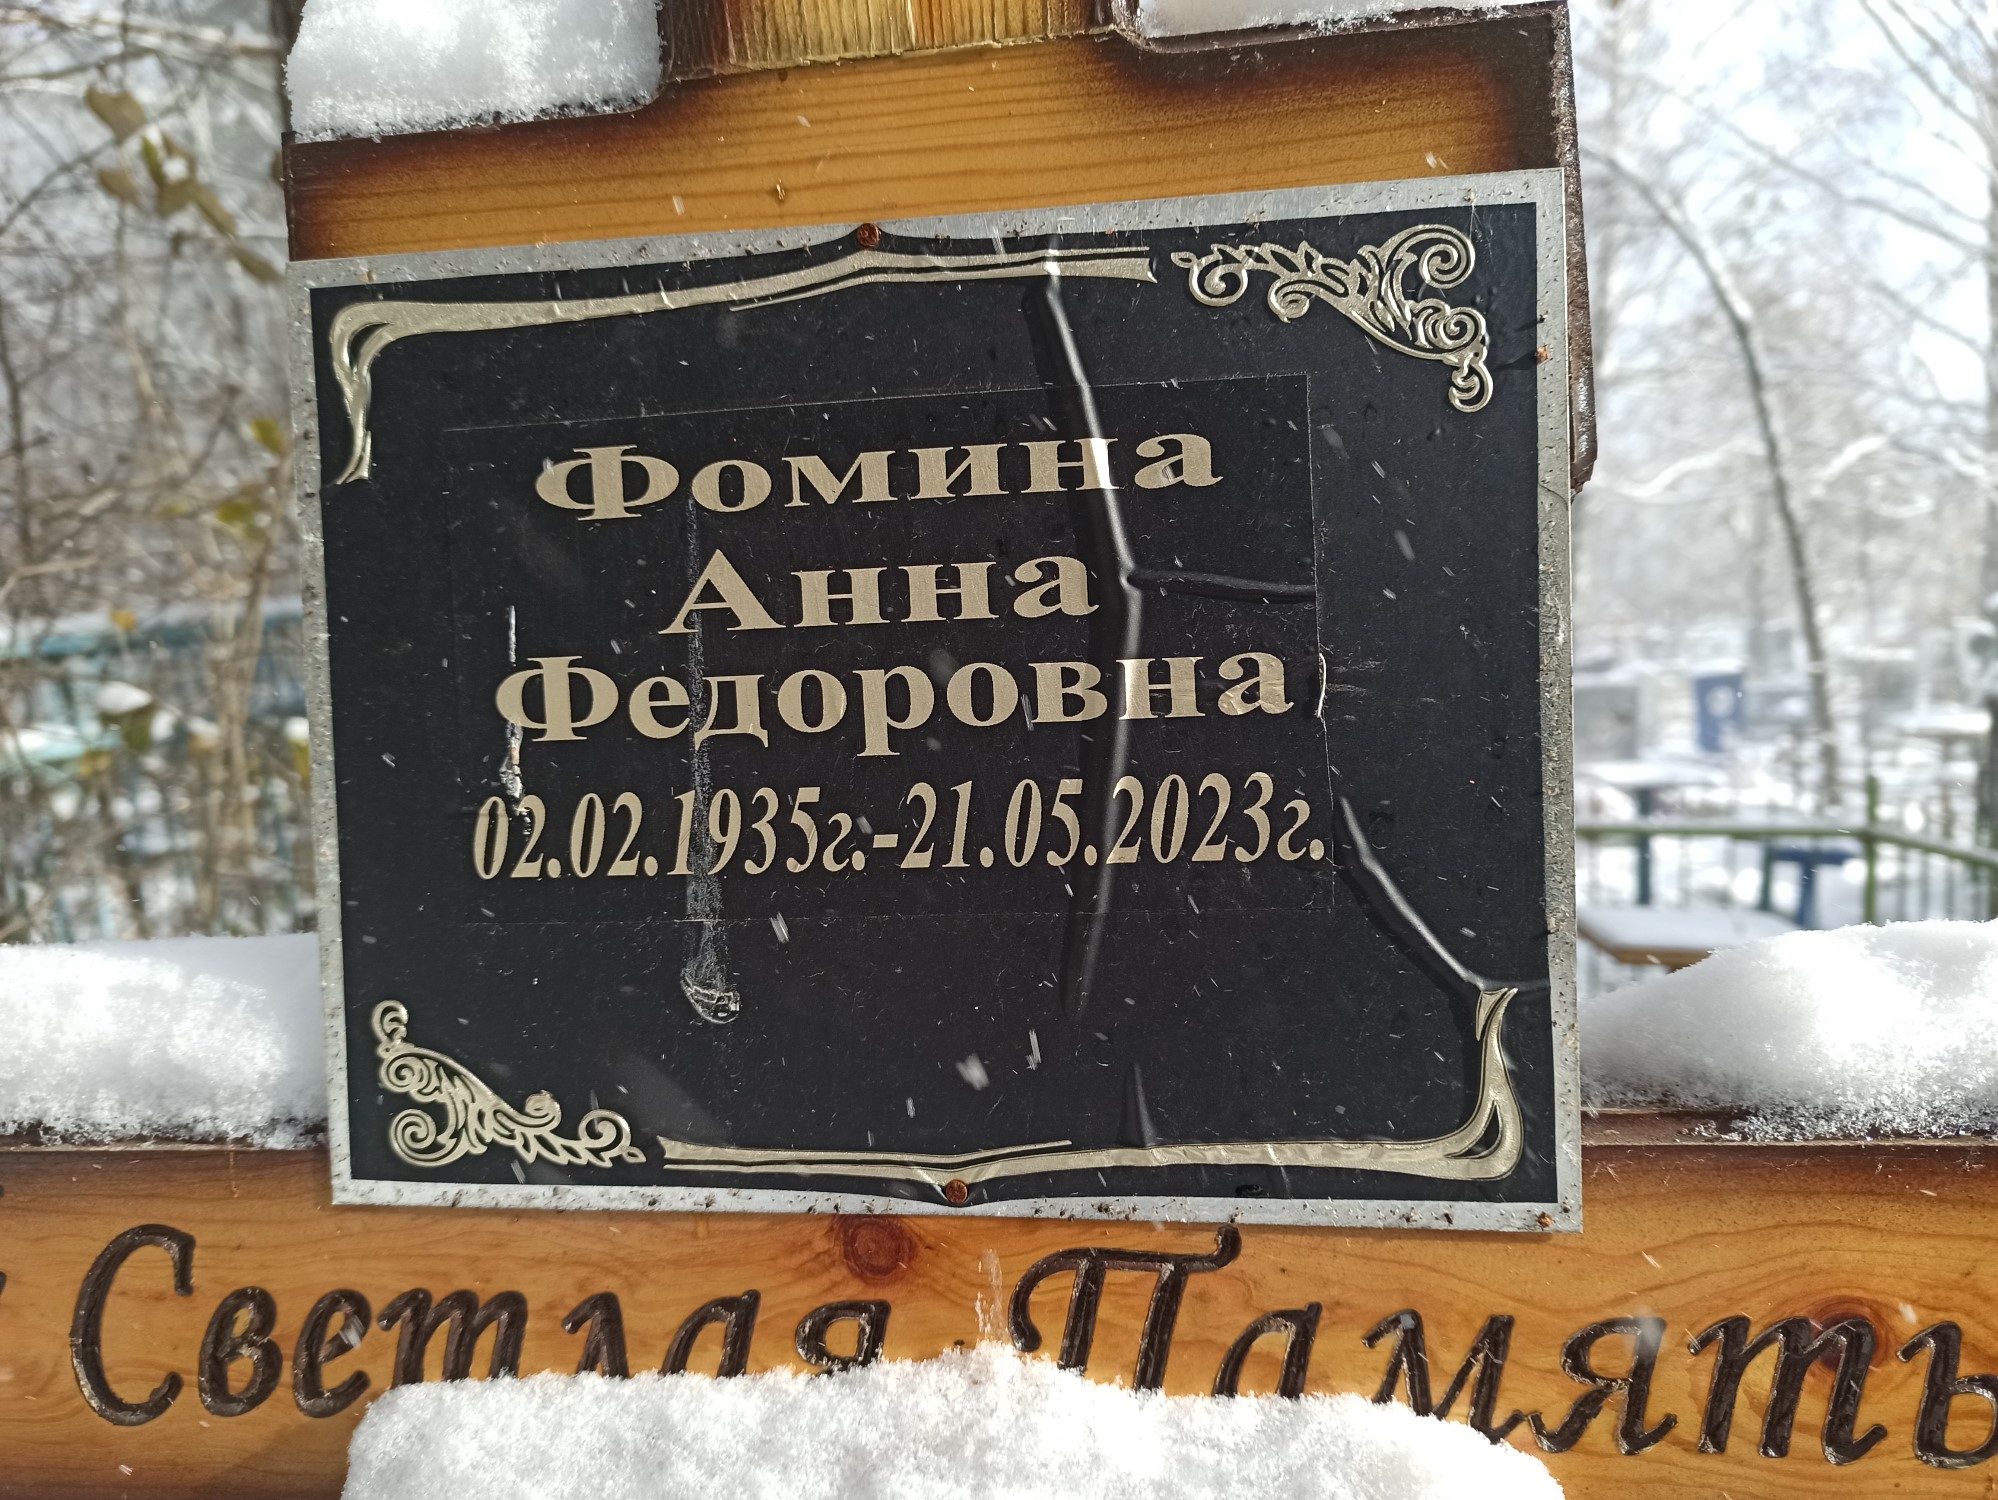 Фомина
Анна
Федоровна
02.02.1935г.-21.05.2023г.
Светлая Память